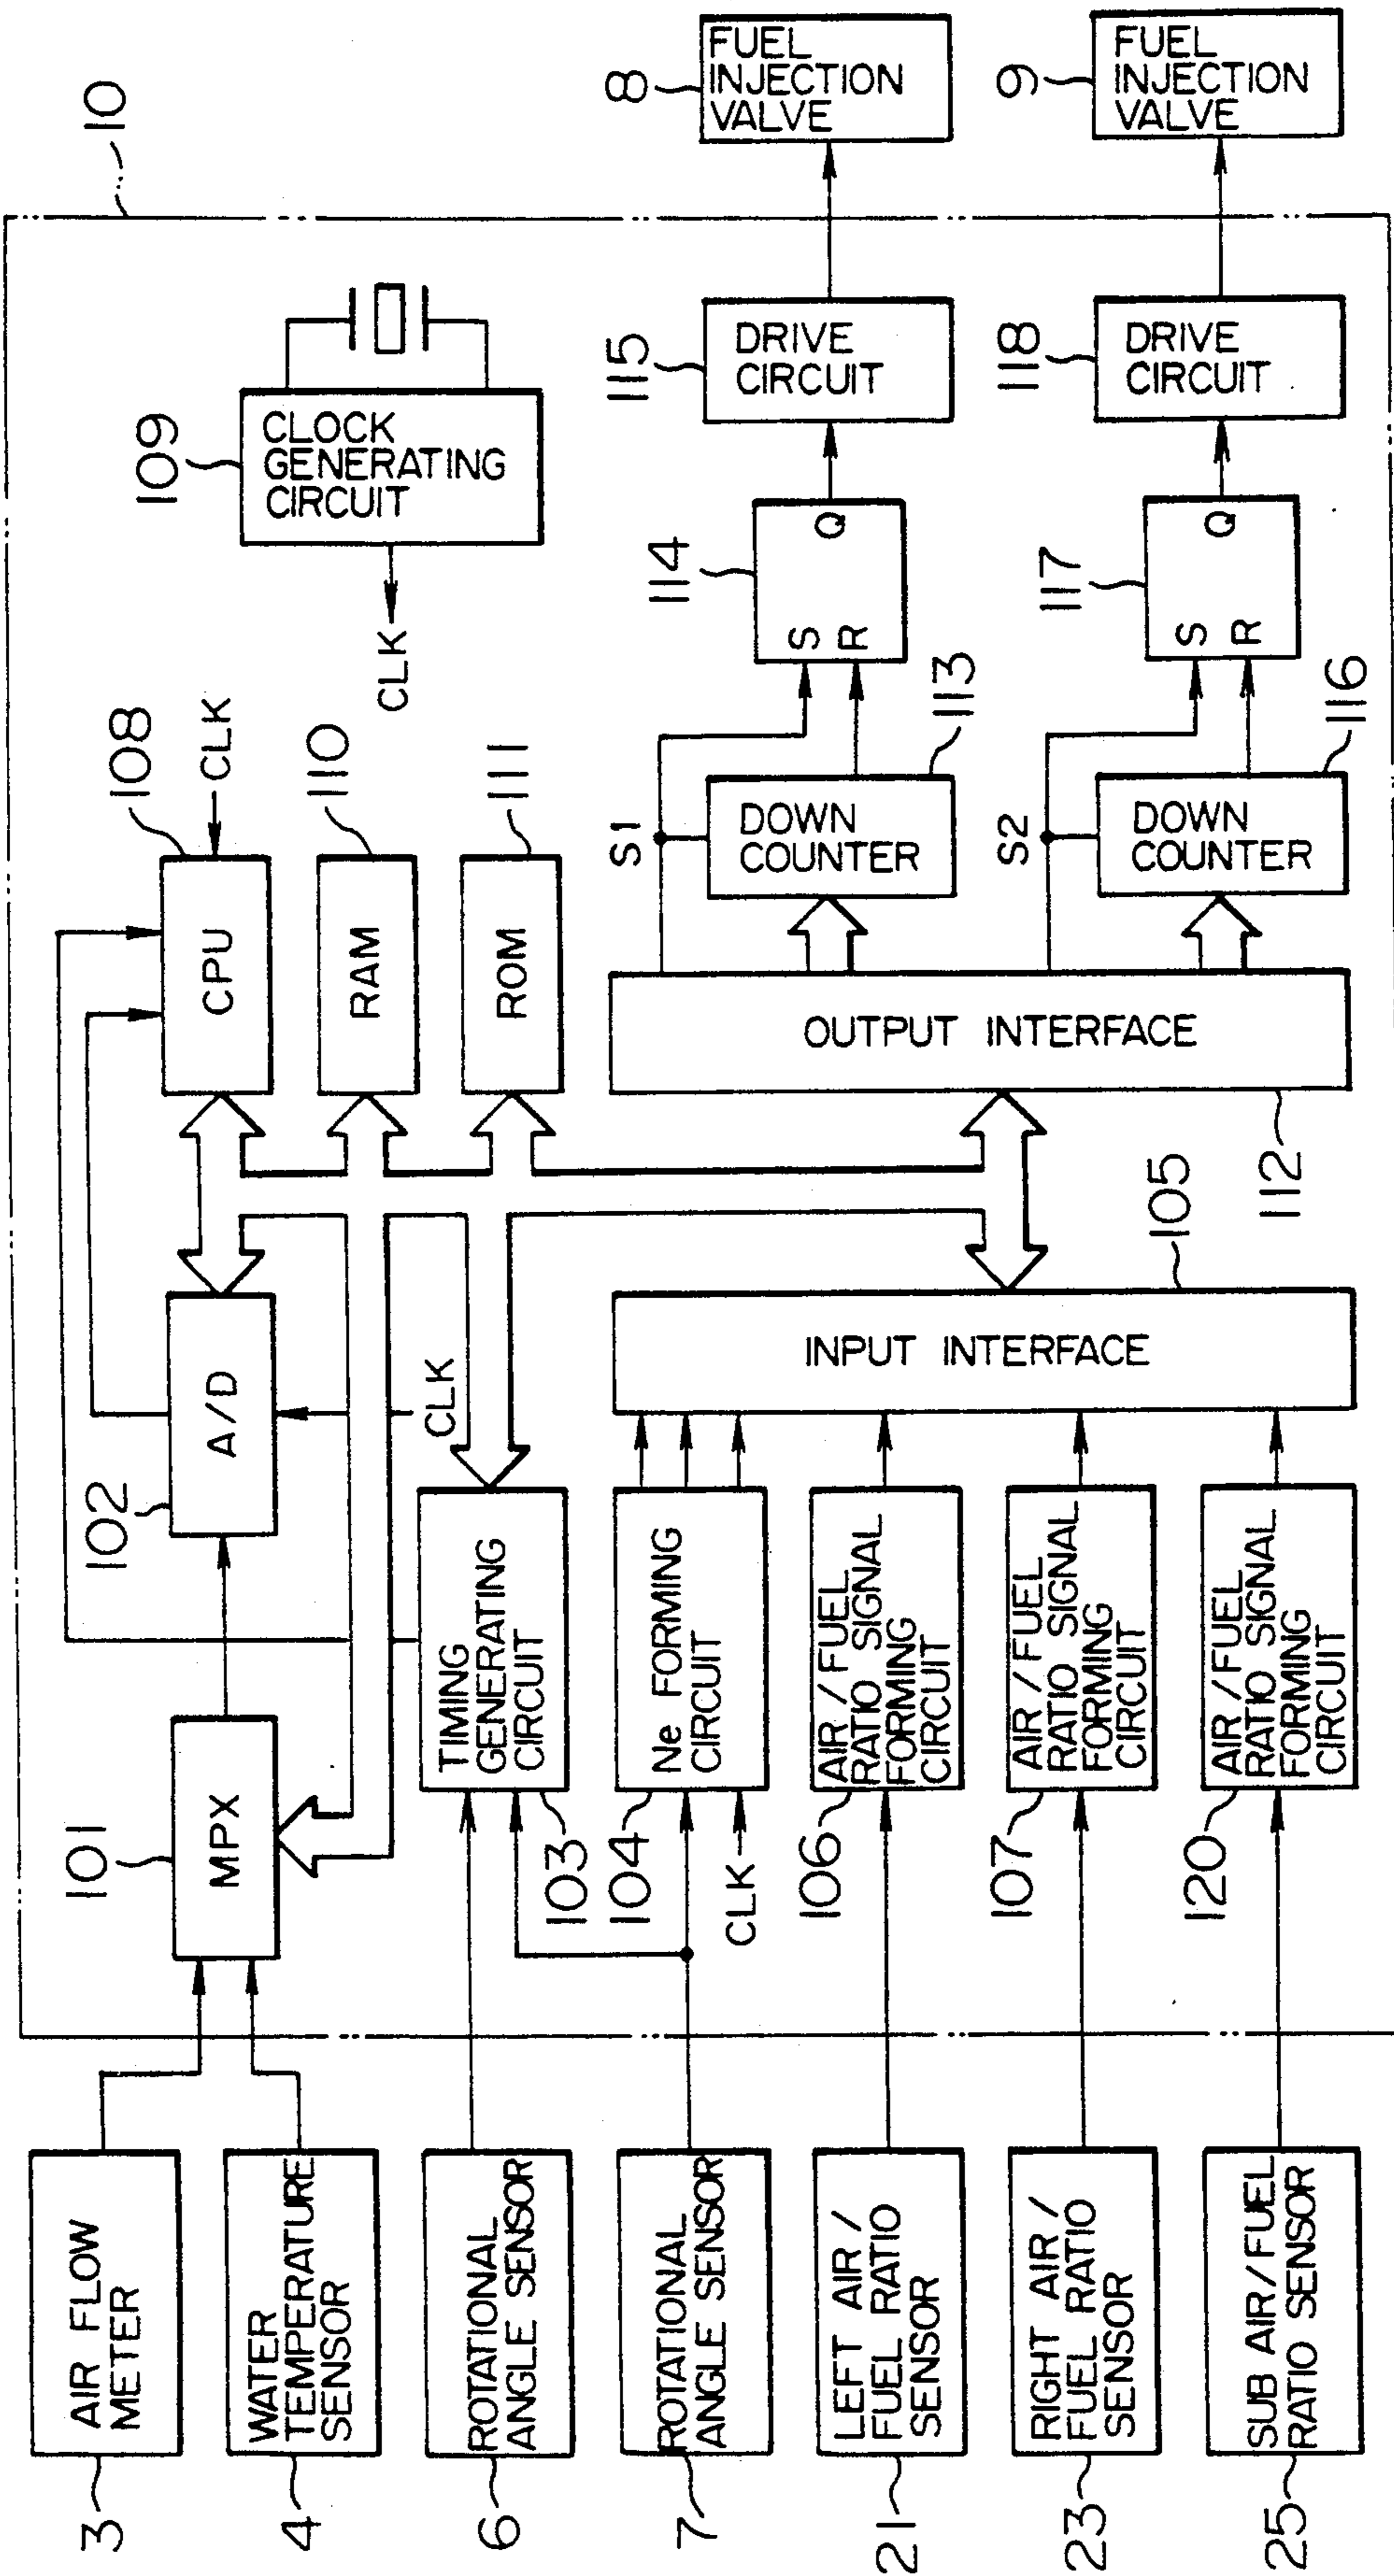 10
3
AIR FLOW
METER
4
WATER
TEMPERATURE
SENSOR
6
ROTATIONAL
ANGLE SENSOR
7
ROTATIONAL
ANGLE SENSOR
21
LEFT AIR /
FUEL RATIO
SENSOR
23
RIGHT AIR /
FUEL RATIO
SENSOR
25
SUB AIR/FUEL
RATIO SENSOR
101
MPX
102
A/D
CLK
103
TIMING
GENERATING
CIRCUIT
104
Ne FORMING
CIRCUIT
CLK
106
AIR / FUEL
RATIO SIGNAL
FORMING
CIRCUIT
107
AIR / FUEL
RATIO SIGNAL
FORMING
CIRCUIT
120
AIR / FUEL
RATIO SIGNAL
FORMING
CIRCUIT
105
INPUT INTERFACE
108
CPU
CLK
110
RAM
111
ROM
112
OUTPUT INTERFACE
109
CLOCK
GENERATING
CIRCUIT
CLK
S1
DOWN
COUNTER
113
114
S
R
Q
115
DRIVE
CIRCUIT
8
FUEL
INJECTION
VALVE
S2
DOWN
COUNTER
116
117
S
R
Q
118
DRIVE
CIRCUIT
9
FUEL
INJECTION
VALVE